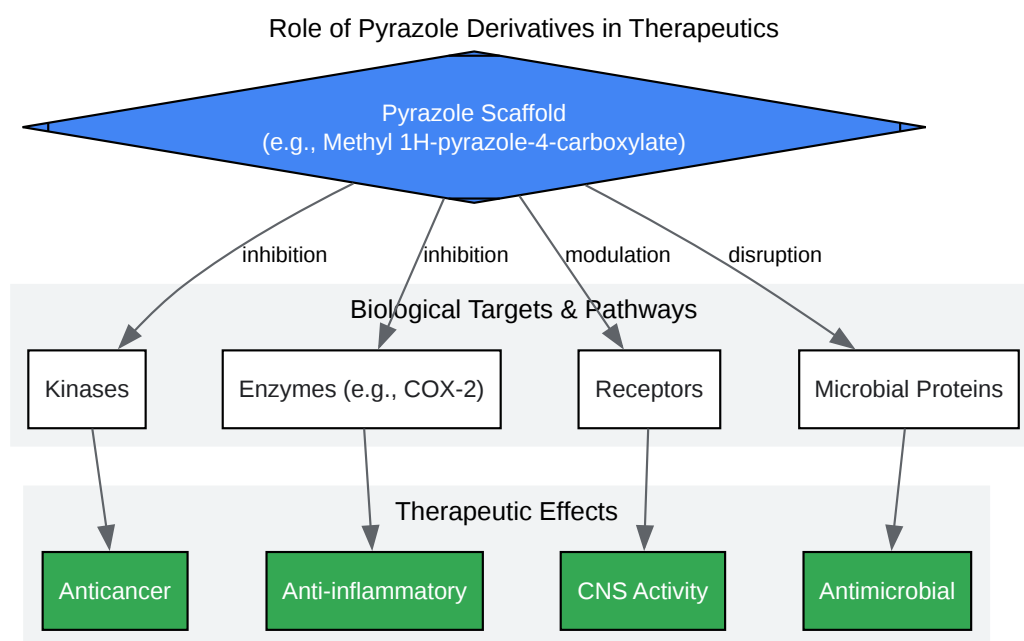 Role of Pyrazole Derivatives in Therapeutics
Pyrazole Scaffold
(e.g., Methyl 1H-pyrazole-4-carboxylate)
inhibition
inhibition
modulation
disruption
Biological Targets & Pathways
Kinases
Enzymes (e.g., COX-2)
Receptors
Microbial Proteins
Therapeutic Effects
Anticancer
Anti-inflammatory
CNS Activity
Antimicrobial